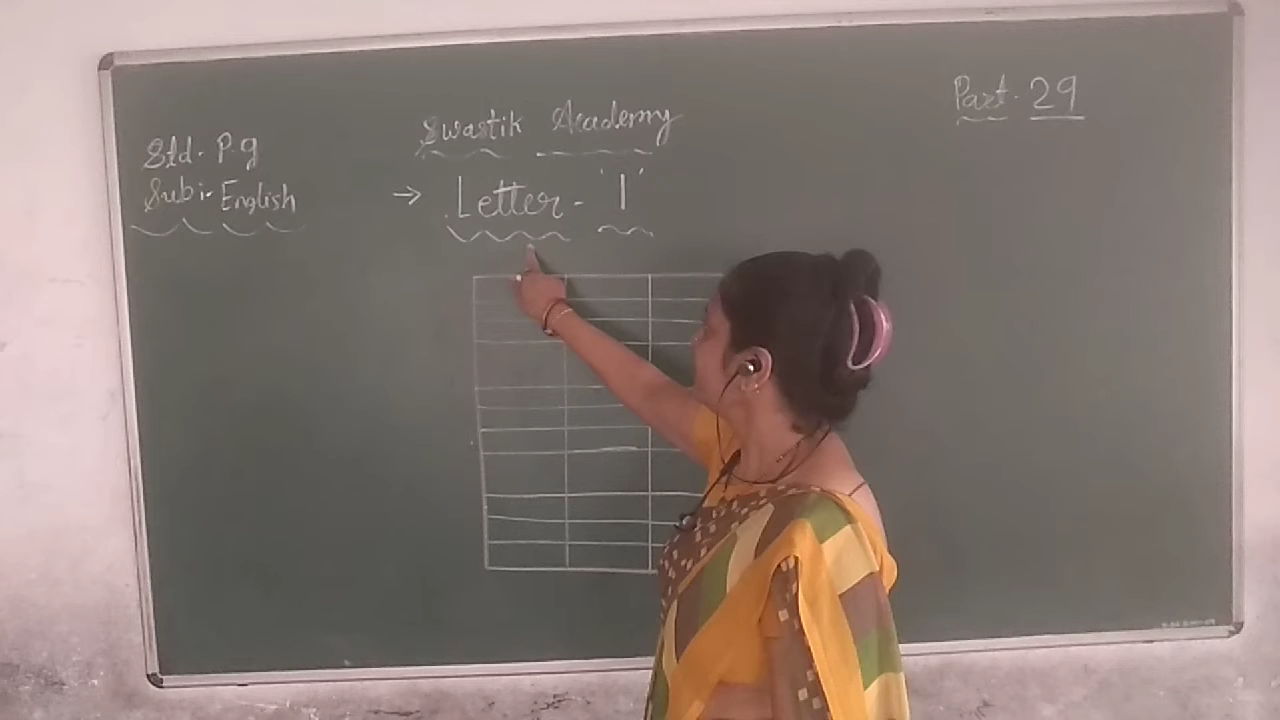 Part. 29
Swastik Academy
Std. P.g
Sub:- English
→ Letter - 'l'